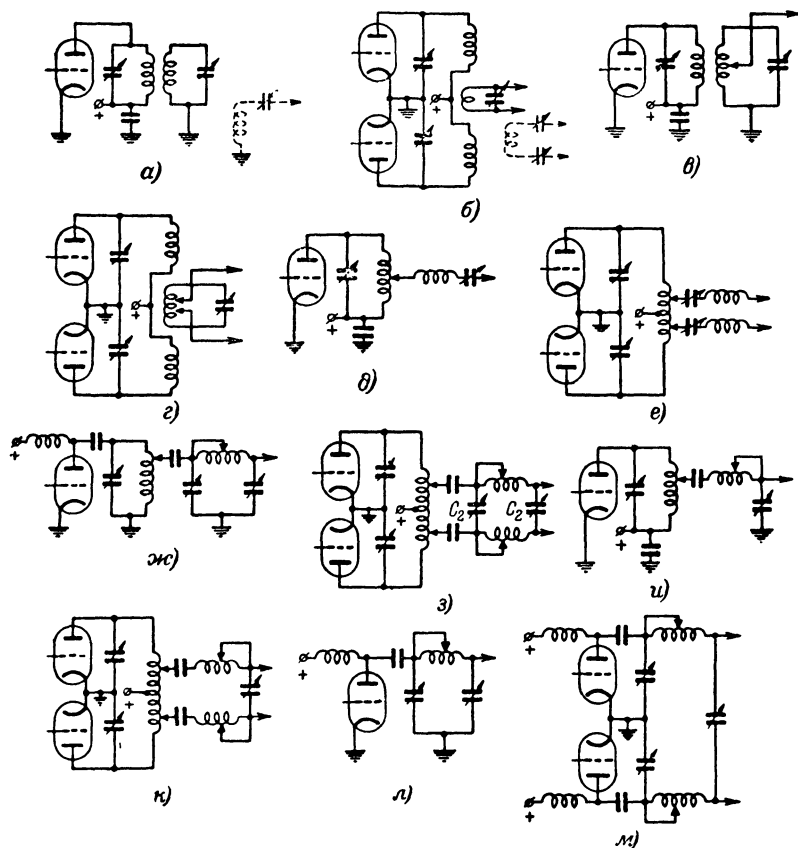 +
а)
+
б)
+
в)
+
г)
+
д)
+
е)
+
ж)
+
C₂ C₂
з)
+
и)
+
к)
+
л)
+
+
м)